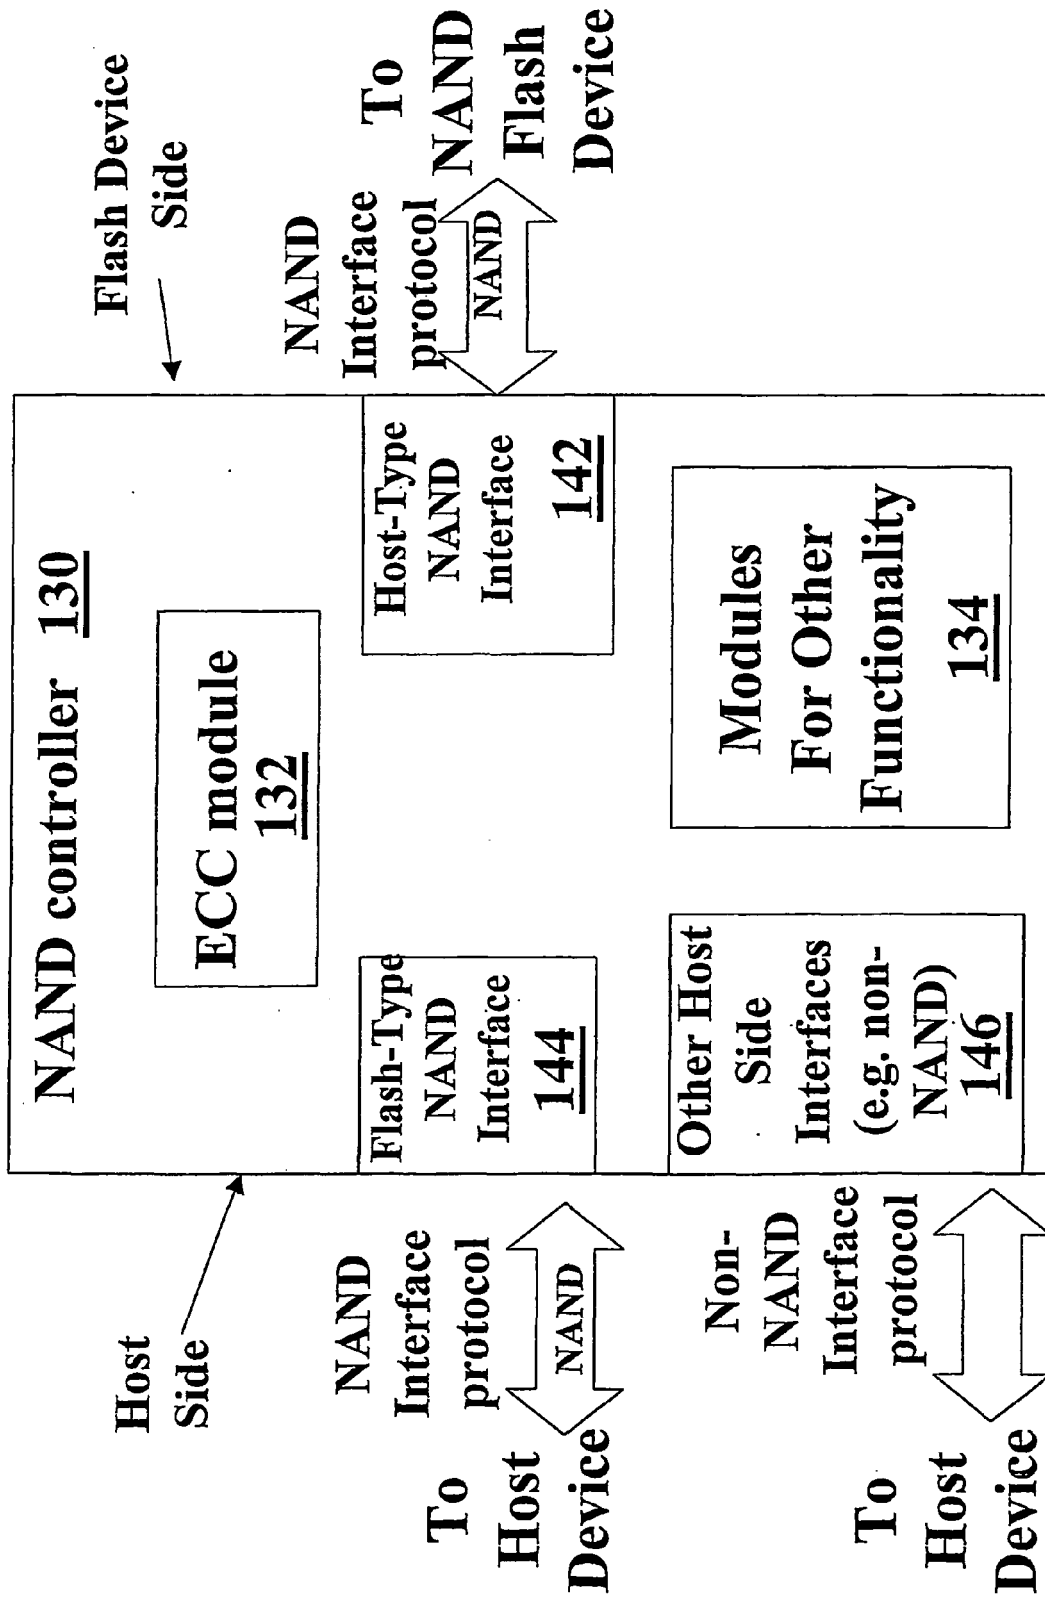 Host
Side
Flash Device
Side
NAND controller 130
ECC module
132
To
Host
Device
NAND
Interface
protocol
NAND
Flash-Type
NAND
Interface
144
Host-Type
NAND
Interface
142
NAND
Interface
protocol
NAND
To
NAND
Flash
Device
To
Host
Device
Non-
NAND
Interface
protocol
Other Host
Side
Interfaces
(e.g. non-
NAND)
146
Modules
For Other
Functionality
134